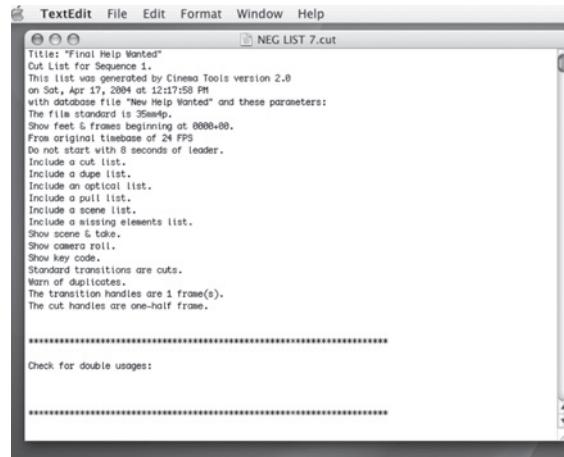 TextEdit File Edit Format Window Help
NEG LIST 7.cut
Title: "Final Help Wanted"
Cut List for Sequence 1.
This list was generated by Cinema Tools version 2.0
on Sat, Apr 17, 2004 at 12:17:58 PM
with database file "New Help Wanted" and these parameters:
The film standard is 35mm4p.
Show feet & frames beginning at 0000+00.
From original timebase of 24 FPS
Do not start with 8 seconds of leader.
Include a cut list.
Include a dupe list.
Include an optical list.
Include a pull list.
Include a scene list.
Include a missing elements list.
Show scene & take.
Show camera roll.
Show key code.
Standard transitions are cuts.
Warn of duplicates.
The transition handles are 1 frame(s).
The cut handles are one-half frame.
**********************************************************************
Check for double usages:
**********************************************************************